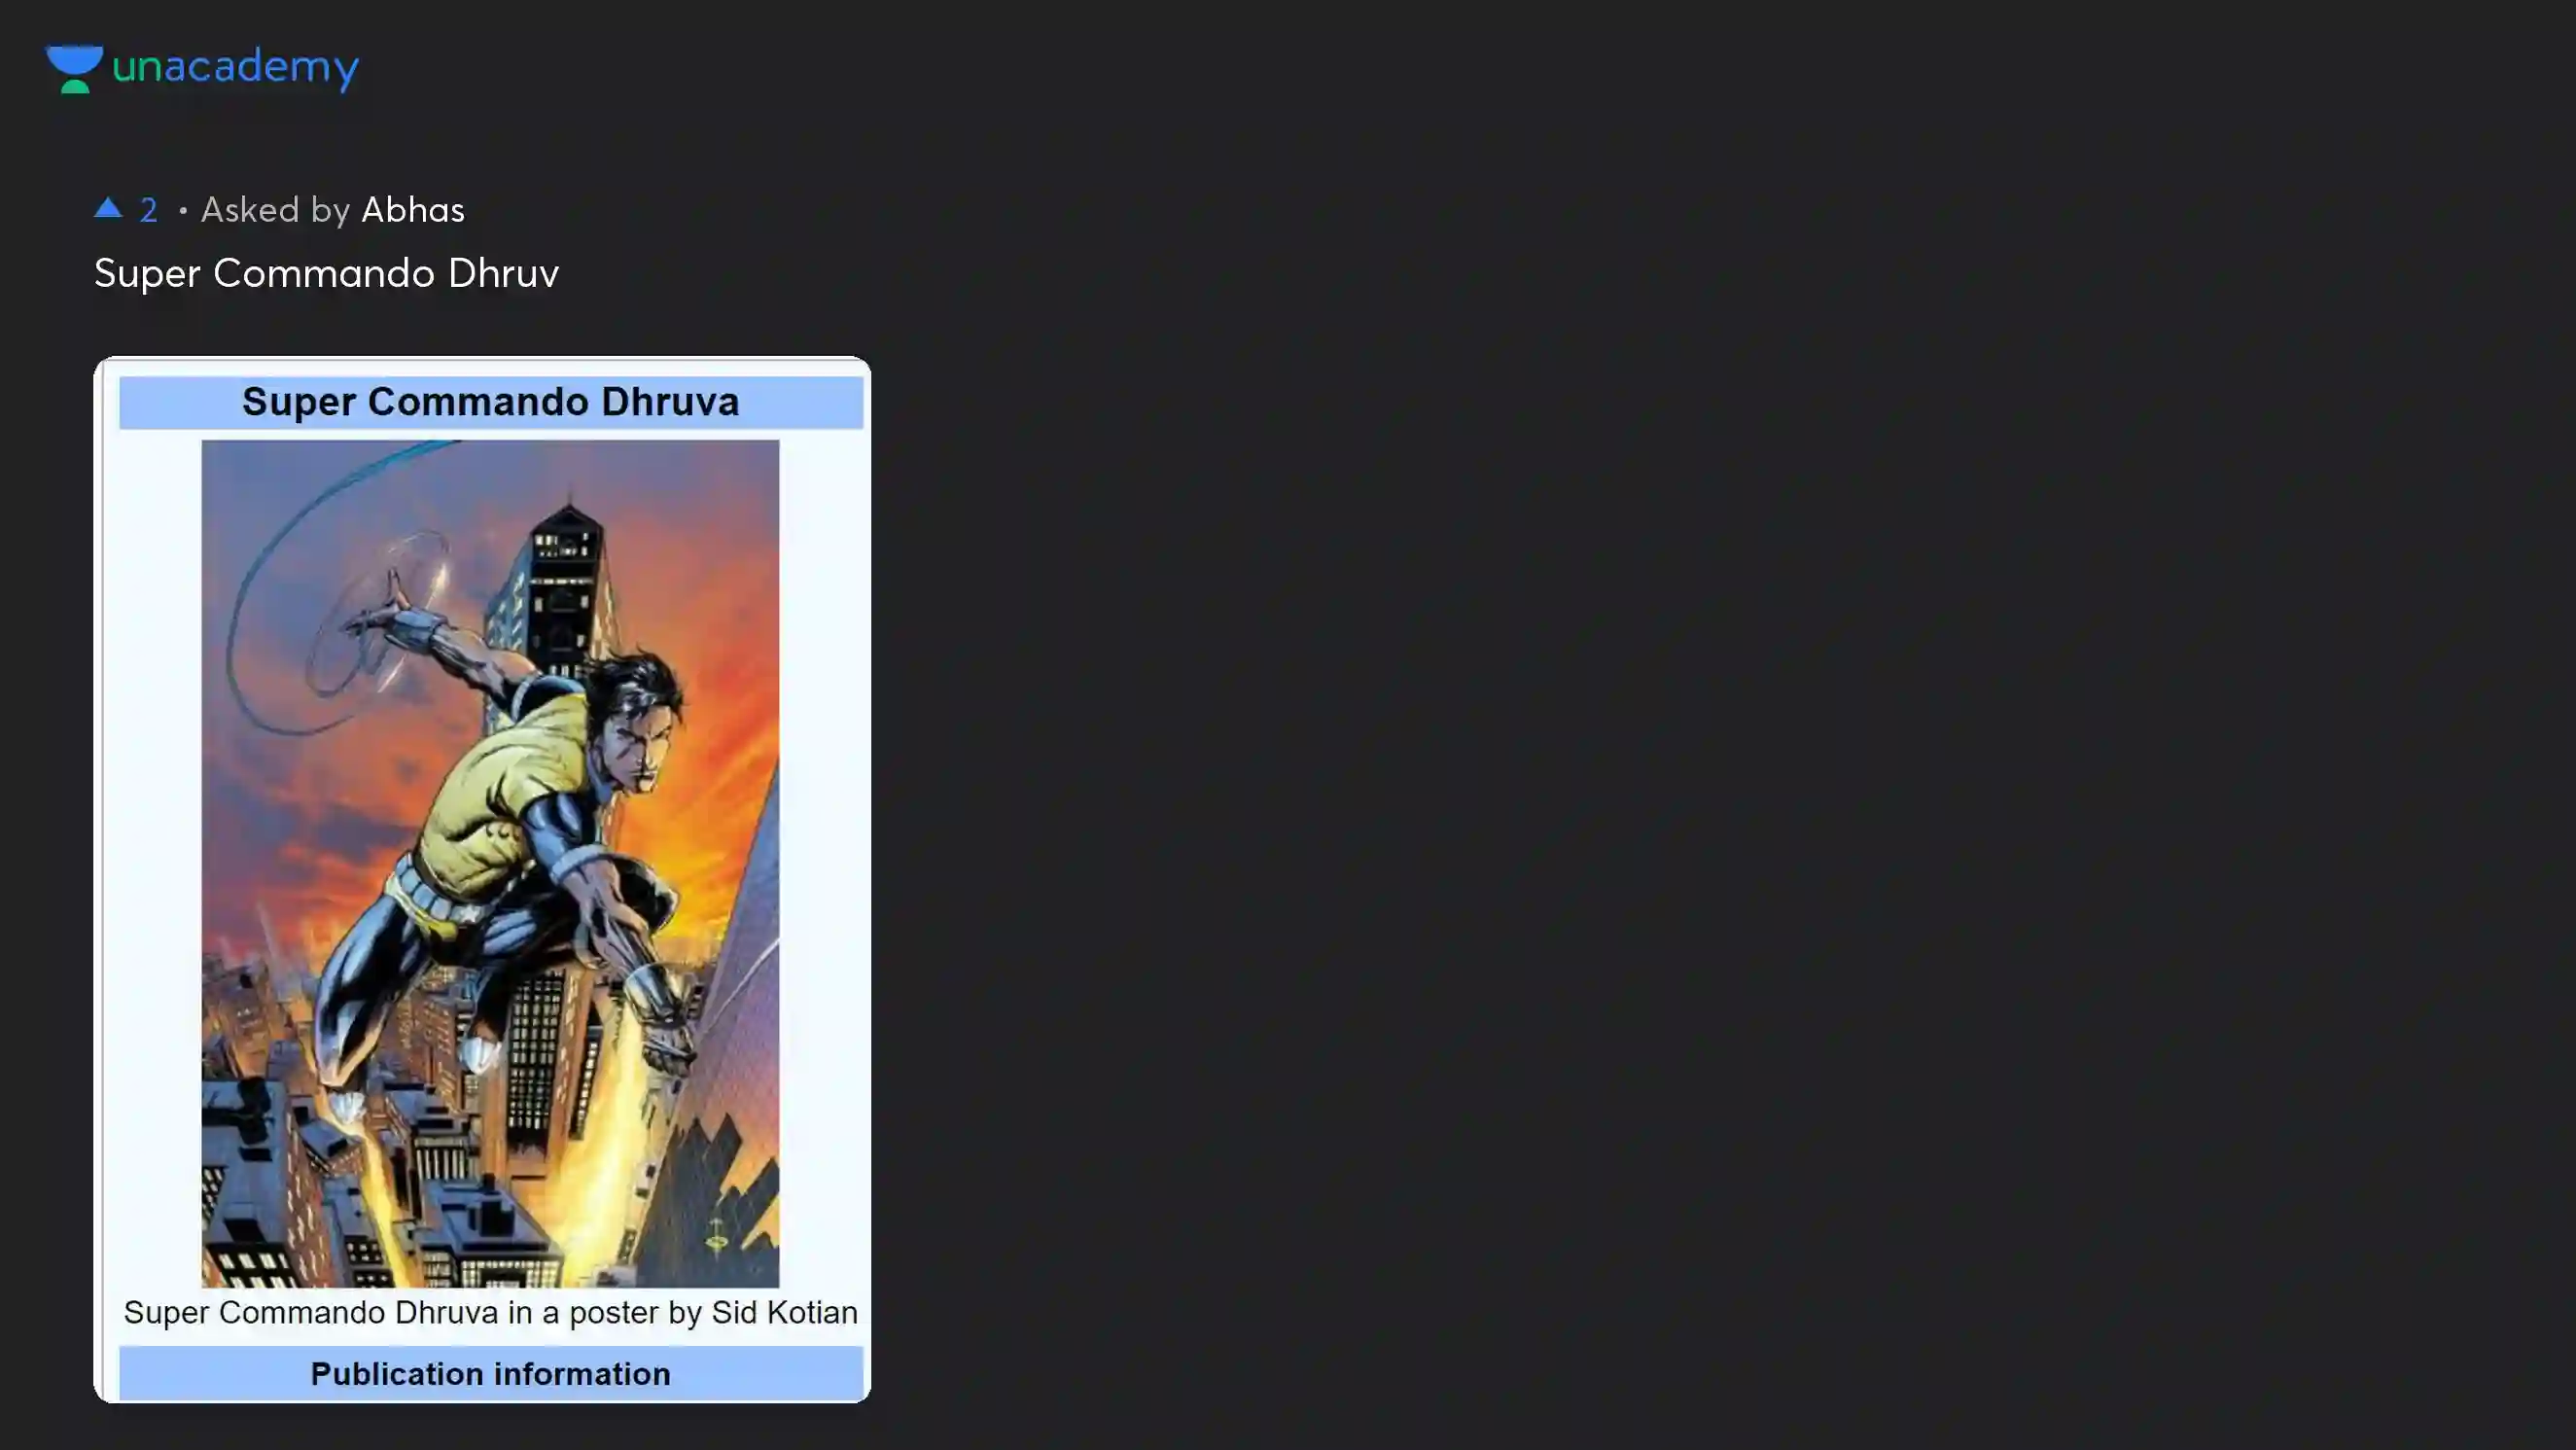 unacademy
2 • Asked by Abhas
Super Commando Dhruv
Super Commando Dhruva
Super Commando Dhruva in a poster by Sid Kotian
Publication information